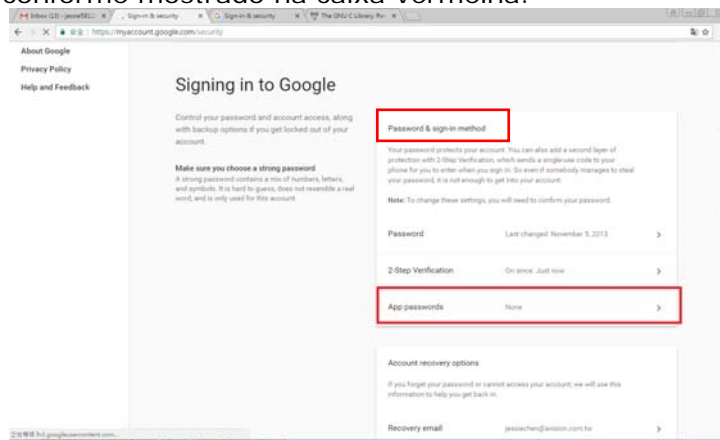 conforme mostrado na caixa vermelha.
Inbox (13) - jesse581
Sign-in & security
Sign-in & security
The GNU C Library
https://myaccount.google.com/security
About Google
Privacy Policy
Help and Feedback
Signing in to Google
Control your password and account access, along
with backup options if you get locked out of your
account.
Make sure you choose a strong password
A strong password contains a mix of numbers, letters,
and symbols. It is hard to guess, does not resemble a real
word, and is only used for this account.
Password & sign-in method
Your password protects your account. You can also add a second layer of
protection with 2-Step Verification, which sends a single-use code to your
phone for you to enter when you sign in. So even if somebody manages to steal
your password, it is not enough to get into your account.
Note: To change these settings, you will need to confirm your password.
Password Last changed: November 5, 2013
2-Step Verification On since: Just now
App passwords None
Account recovery options
If you forget your password or cannot access your account, we will use this
information to help you get back in.
Recovery email jessiechen@avision.com.tw